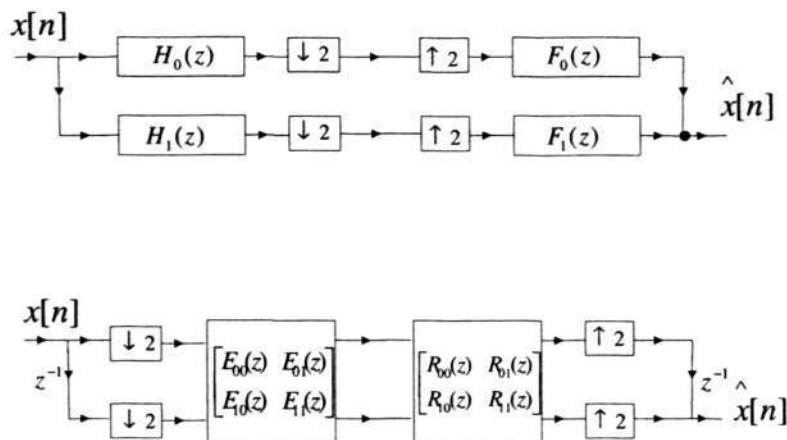 x[n]
H₀(z) ↓ 2 ↑ 2 F₀(z)
x̂[n]
H₁(z) ↓ 2 ↑ 2 F₁(z)
x[n]
↓ 2 ↑ 2
E₀₀(z) E₀₁(z) R₀₀(z) R₀₁(z)
z⁻¹ z⁻¹
E₁₀(z) E₁₁(z) R₁₀(z) R₁₁(z)
↓ 2 ↑ 2 x̂[n]